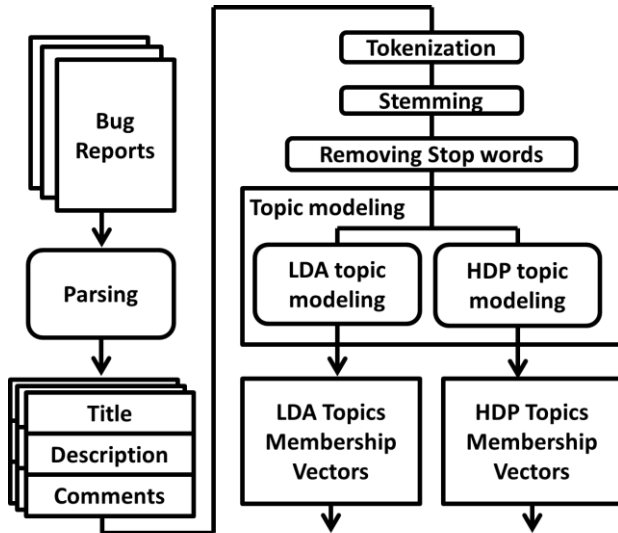 Bug
Reports
Parsing
Title
Description
Comments
Tokenization
Stemming
Removing Stop words
Topic modeling
LDA topic
modeling
HDP topic
modeling
LDA Topics
Membership
Vectors
HDP Topics
Membership
Vectors